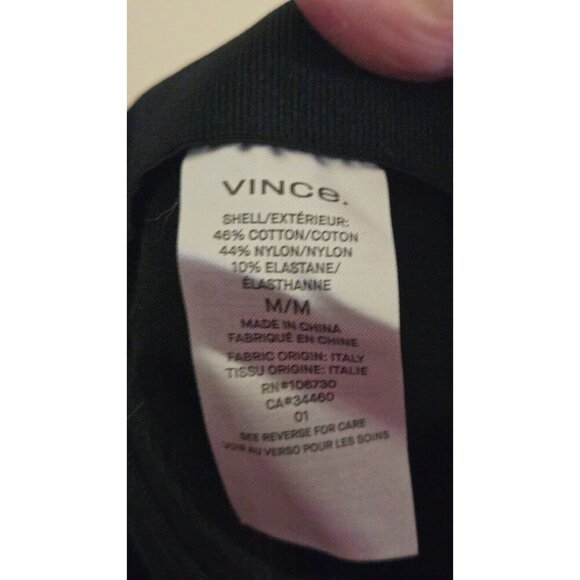 VINCe.
SHELL/EXTÉRIEUR:
46% COTTON/COTON
44% NYLON/NYLON
10% ELASTANE/
ÉLASTHANNE
M/M
MADE IN CHINA
FABRIQUÉ EN CHINE
FABRIC ORIGIN: ITALY
TISSU ORIGINE: ITALIE
RN#106730
CA#34460
01
SEE REVERSE FOR CARE
VOIR AU VERSO POUR LES SOINS